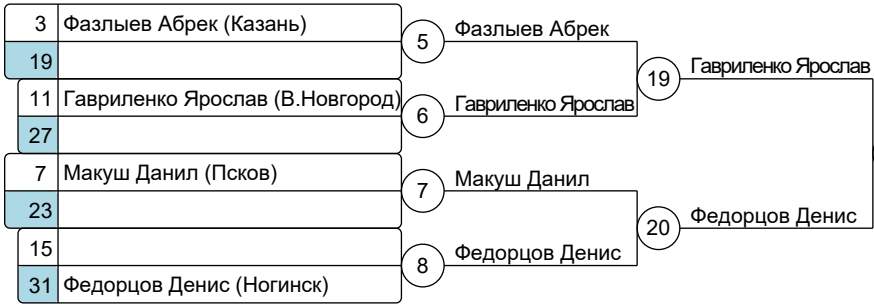 3 Фазлыев Абрек (Казань)
5 Фазлыев Абрек
19
19 Гавриленко Ярослав
11 Гавриленко Ярослав (В.Новгород)
6 Гавриленко Ярослав
27
7 Макуш Данил (Псков)
7 Макуш Данил
23
20 Федорцов Денис
15
8 Федорцов Денис
31 Федорцов Денис (Ногинск)